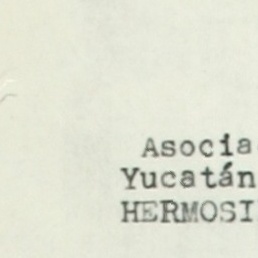 Asocia
Yucatán
HERMOSI